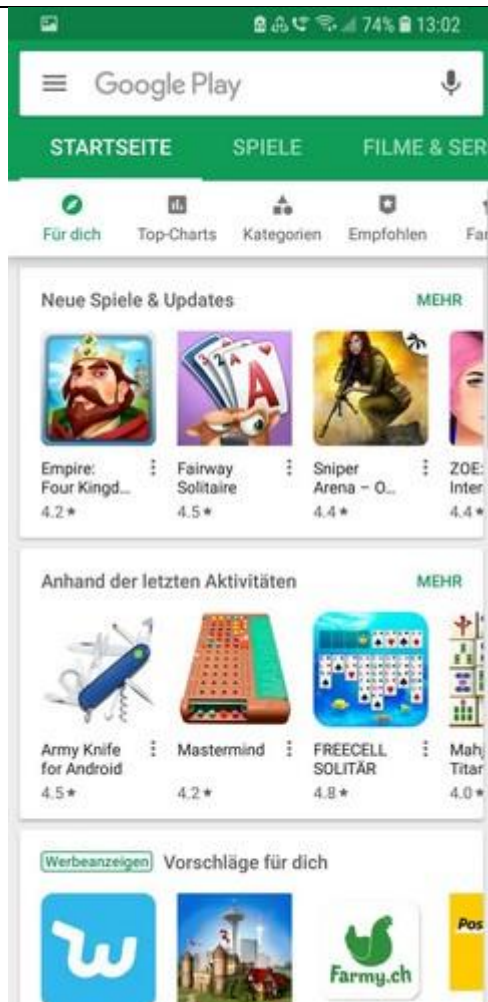 74% 13:02
Google Play
STARTSEITE SPIELE FILME & SER
Für dich Top-Charts Kategorien Empfohlen Fa
Neue Spiele & Updates MEHR
A
Empire: Fairway Sniper ZOE:
Four Kingd... Solitaire Arena – O... Inter
4.2★ 4.5★ 4.4★ 4.4★
Anhand der letzten Aktivitäten MEHR
Army Knife Mastermind FREECELL Mahj
for Android SOLITÄR Titan
4.5★ 4.2★ 4.8★ 4.0★
Werbeanzeigen Vorschläge für dich
w Farmy.ch Pos